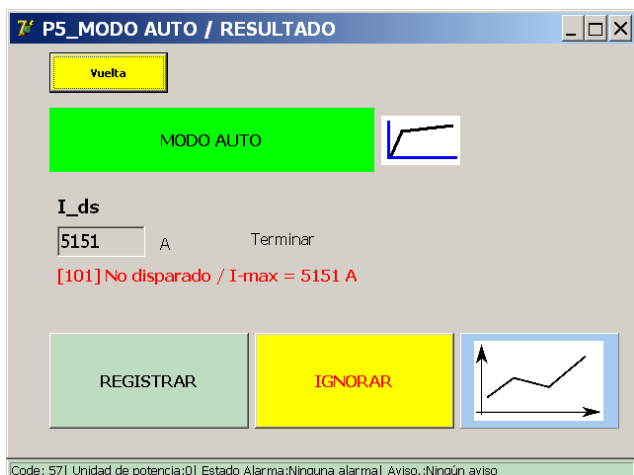 P5_MODO AUTO / RESULTADO
Vuelta
MODO AUTO
I_ds
5151 A Terminar
[101] No disparado / I-max = 5151 A
REGISTRAR IGNORAR
Code: 57| Unidad de potencia:0| Estado Alarma:Ninguna alarma| Aviso.:Ningún aviso